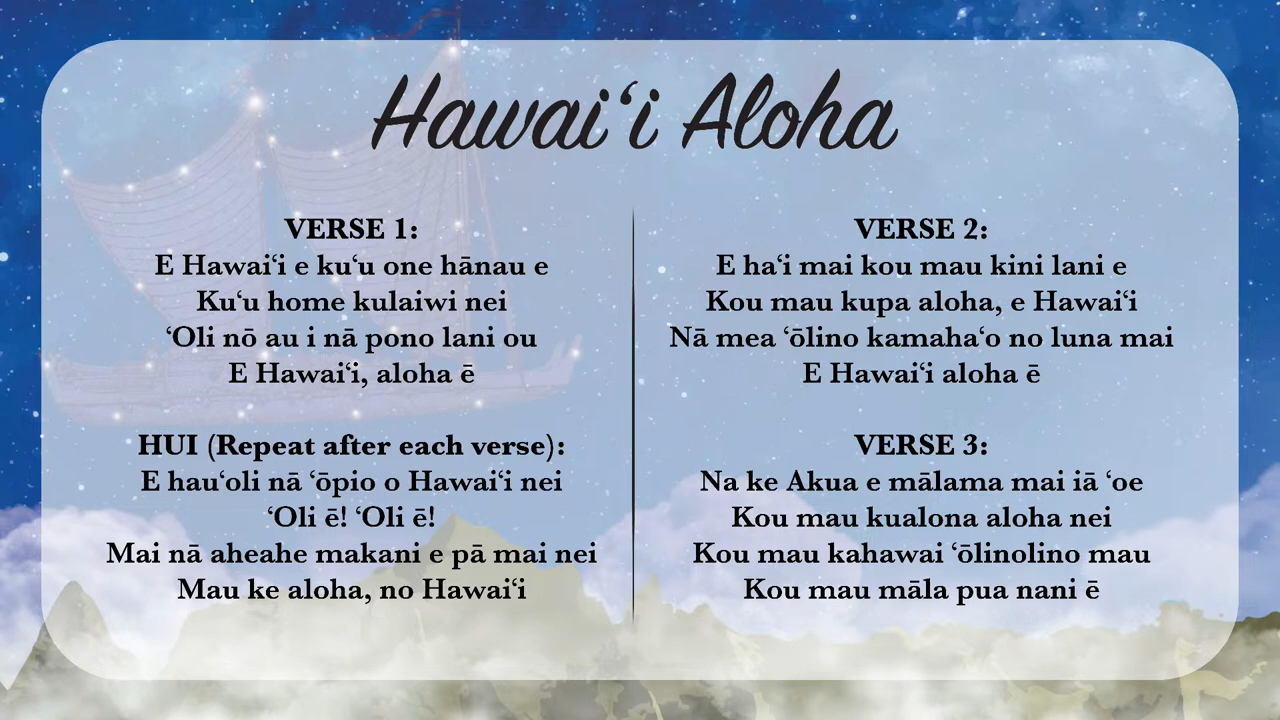 Hawaiʻi Aloha
VERSE 1:
E Hawaiʻi e kuʻu one hānau e
Kuʻu home kulaiwi nei
ʻOli nō au i nā pono lani ou
E Hawaiʻi, aloha ē
HUI (Repeat after each verse):
E hauʻoli nā ʻōpio o Hawaiʻi nei
ʻOli ē! ʻOli ē!
Mai nā aheahe makani e pā mai nei
Mau ke aloha, no Hawaiʻi
VERSE 2:
E haʻi mai kou mau kini lani e
Kou mau kupa aloha, e Hawaiʻi
Nā mea ʻōlino kamahaʻo no luna mai
E Hawaiʻi aloha ē
VERSE 3:
Na ke Akua e mālama mai iā ʻoe
Kou mau kualona aloha nei
Kou mau kahawai ʻōlinolino mau
Kou mau māla pua nani ē